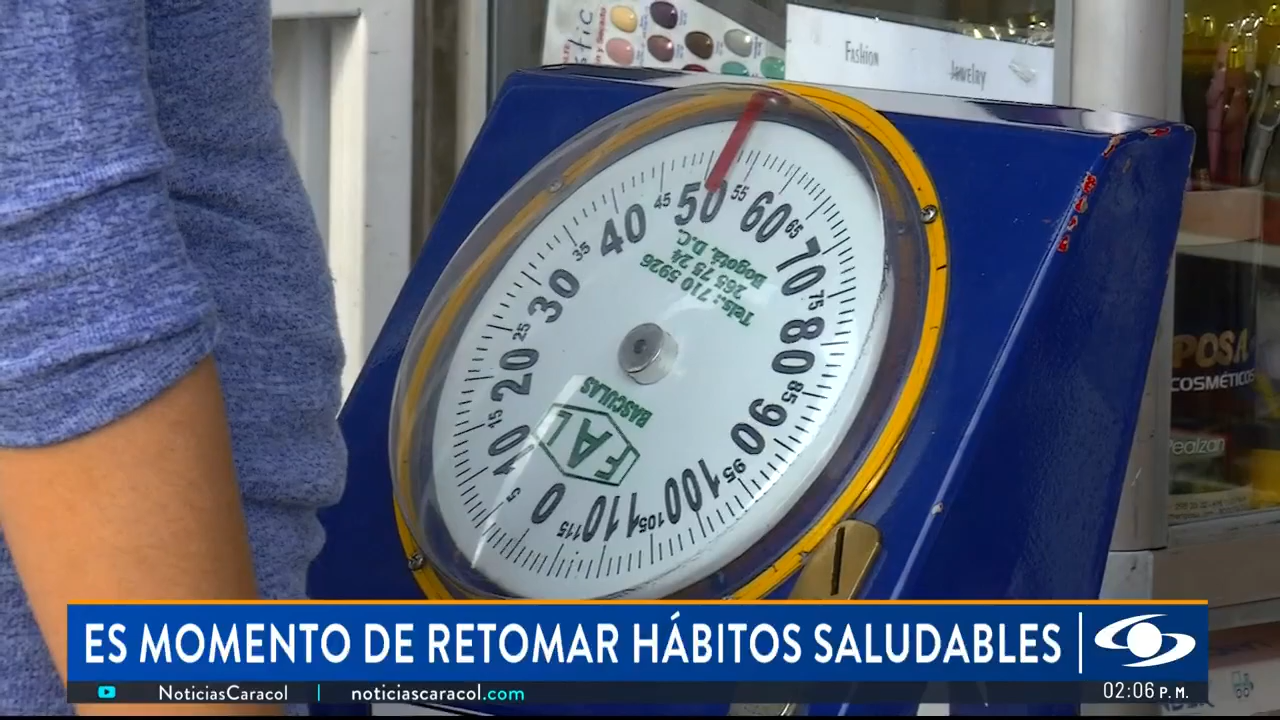 Fashion
Jewelry
0
5
10
15
20
25
30
35
40
45
50
55
60
65
70
75
80
85
90
95
100
105
110
115
Tels: 710 5926
265 75 24
Bogotá, D.C
FAL
BASCULAS
POSA
COSMÉTICOS
Realzan
ES MOMENTO DE RETOMAR HÁBITOS SALUDABLES
NoticiasCaracol | noticiascaracol.com
02:06 P.M.